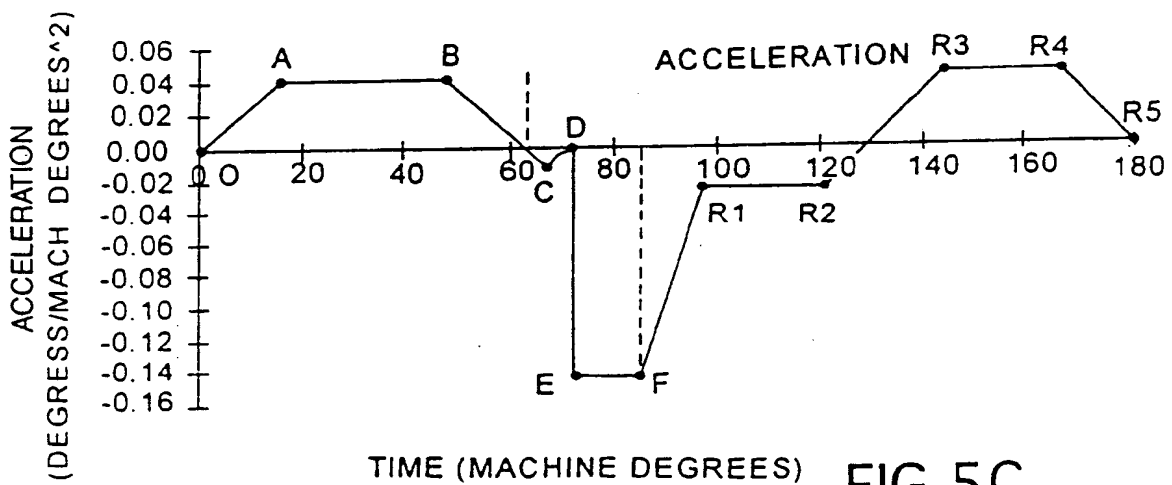 ACCELERATION
(DEGRESS/MACH DEGREES^2)
0.06
0.04
0.02
0.00
-0.02
-0.04
-0.06
-0.08
-0.10
-0.12
-0.14
-0.16
ACCELERATION
A
B
C
D
E
F
R1
R2
R3
R4
R5
0 O
20
40
60
80
100
120
140
160
180
TIME (MACHINE DEGREES)
FIG. 5C